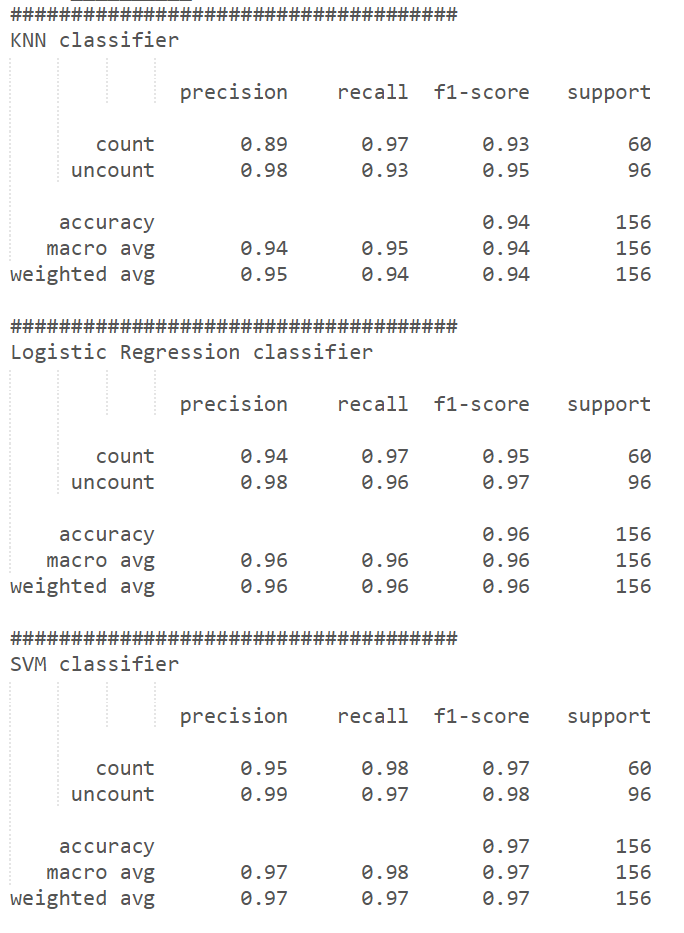 #####################################
KNN classifier
precision recall f1-score support
count 0.89 0.97 0.93 60
uncount 0.98 0.93 0.95 96
accuracy 0.94 156
macro avg 0.94 0.95 0.94 156
weighted avg 0.95 0.94 0.94 156
#####################################
Logistic Regression classifier
precision recall f1-score support
count 0.94 0.97 0.95 60
uncount 0.98 0.96 0.97 96
accuracy 0.96 156
macro avg 0.96 0.96 0.96 156
weighted avg 0.96 0.96 0.96 156
#####################################
SVM classifier
precision recall f1-score support
count 0.95 0.98 0.97 60
uncount 0.99 0.97 0.98 96
accuracy 0.97 156
macro avg 0.97 0.98 0.97 156
weighted avg 0.97 0.97 0.97 156